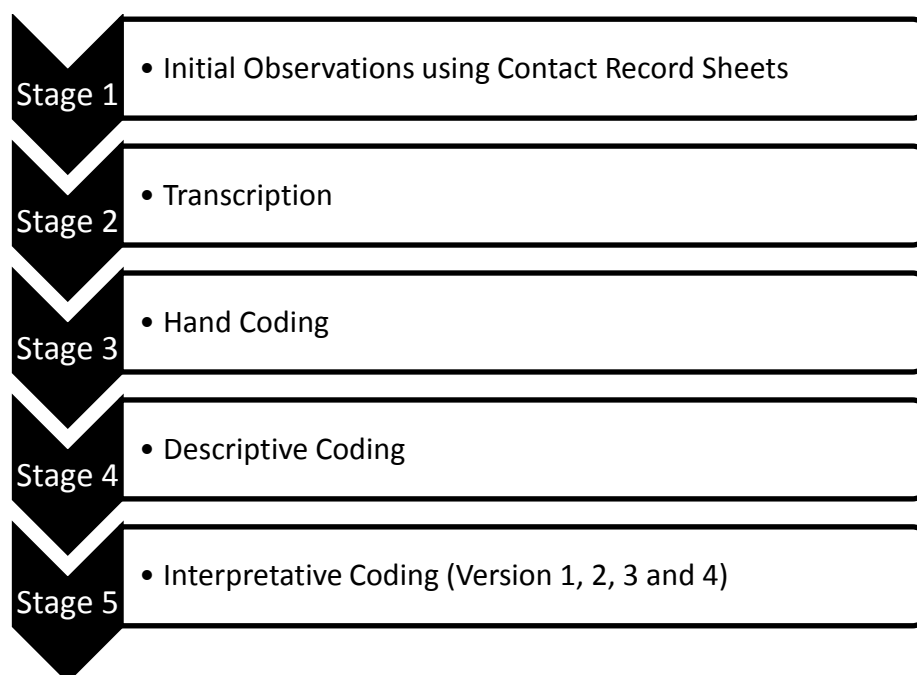 Stage 1
• Initial Observations using Contact Record Sheets
Stage 2
• Transcription
Stage 3
• Hand Coding
Stage 4
• Descriptive Coding
Stage 5
• Interpretative Coding (Version 1, 2, 3 and 4)